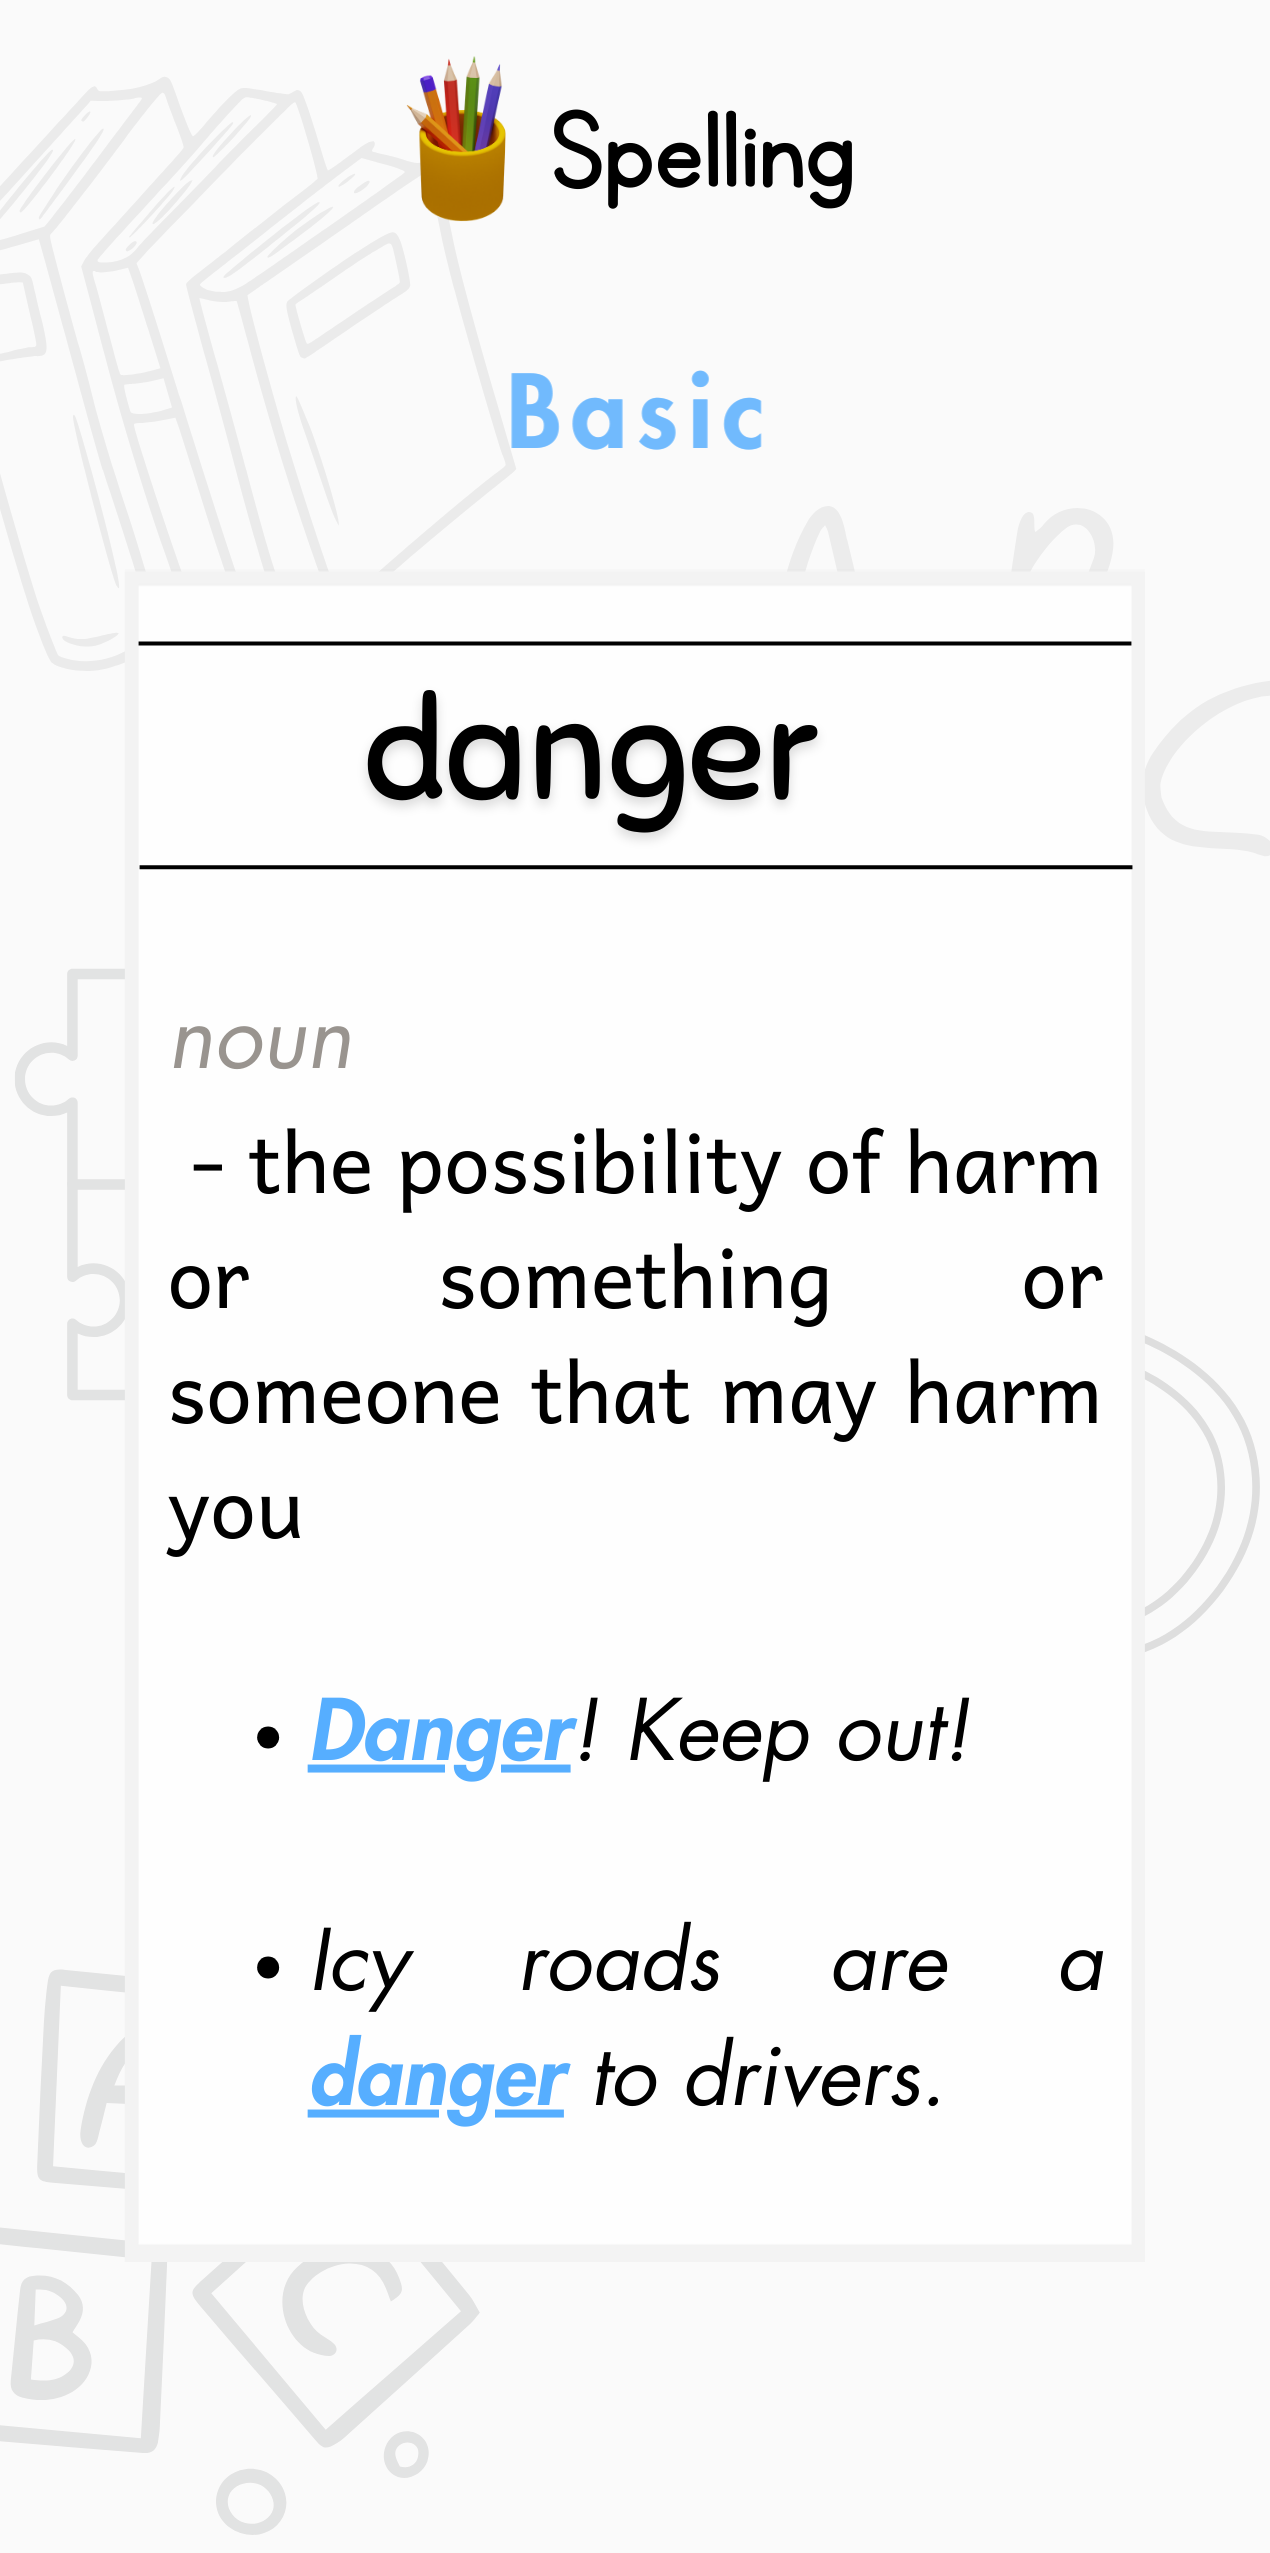 Spelling
Basic
danger
noun
- the possibility of harm
or something or
someone that may harm
you
• Danger! Keep out!
• Icy roads are a
danger to drivers.
A
B
C